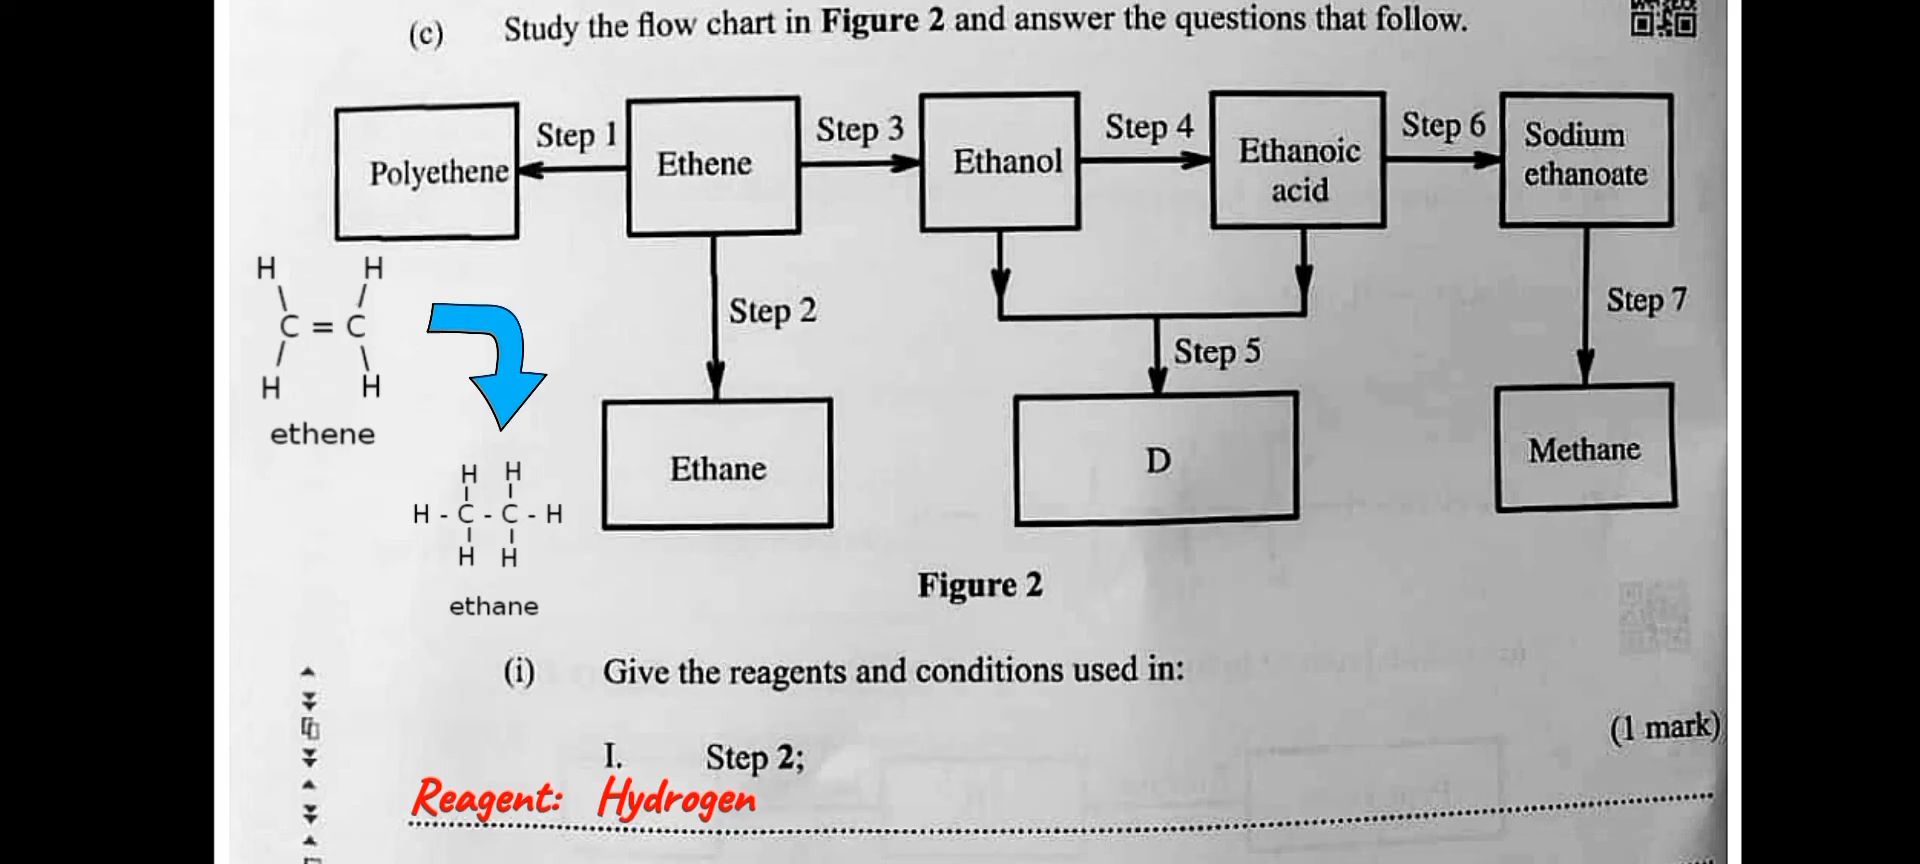 (c) Study the flow chart in Figure 2 and answer the questions that follow.
Polyethene
Step 1
Ethene
Step 3
Ethanol
Step 4
Ethanoic
acid
Step 6
Sodium
ethanoate
H H
C = C
H H
ethene
Step 2
Step 5
Step 7
Ethane
D
Methane
H H
H - C - C - H
H H
ethane
Figure 2
(i) Give the reagents and conditions used in:
I. Step 2;
(1 mark)
Reagent: Hydrogen